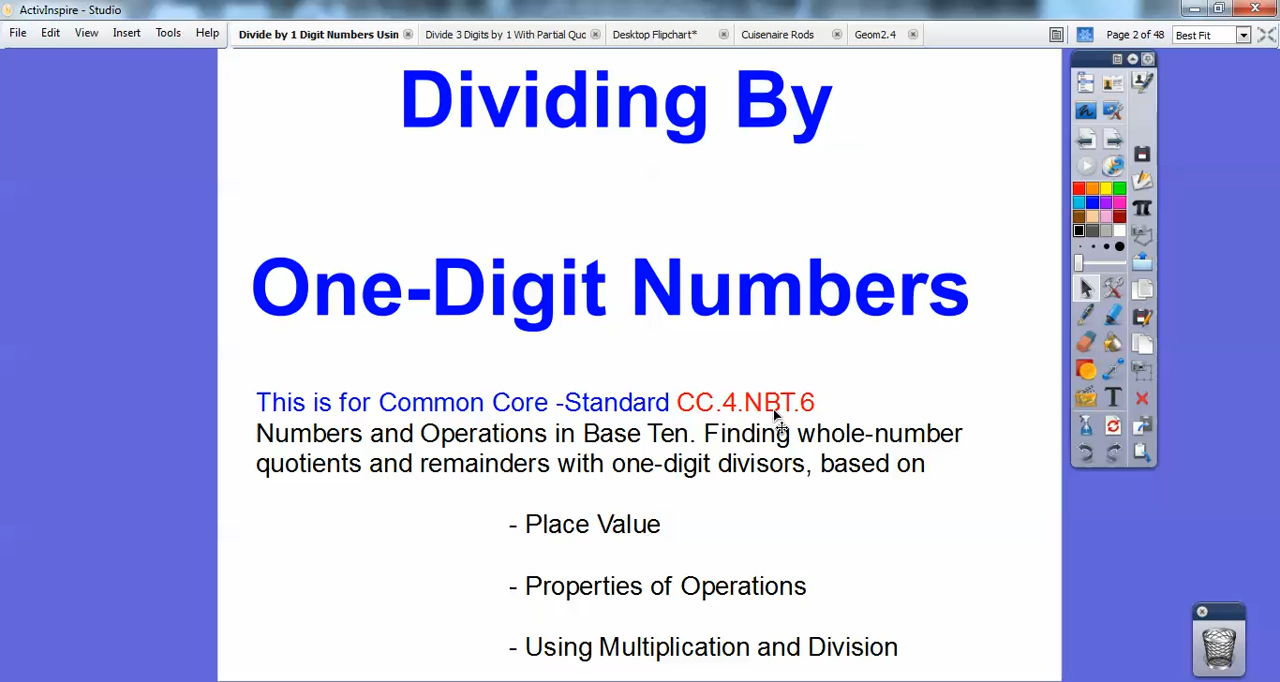 ActivInspire - Studio
File Edit View Insert Tools Help
Divide by 1 Digit Numbers Usin Divide 3 Digits by 1 With Partial Quc Desktop Flipchart* Cuisenaire Rods Geom2.4
Page 2 of 48 Best Fit
Dividing By
One-Digit Numbers
This is for Common Core -Standard CC.4.NBT.6
Numbers and Operations in Base Ten. Finding whole-number
quotients and remainders with one-digit divisors, based on
- Place Value
- Properties of Operations
- Using Multiplication and Division